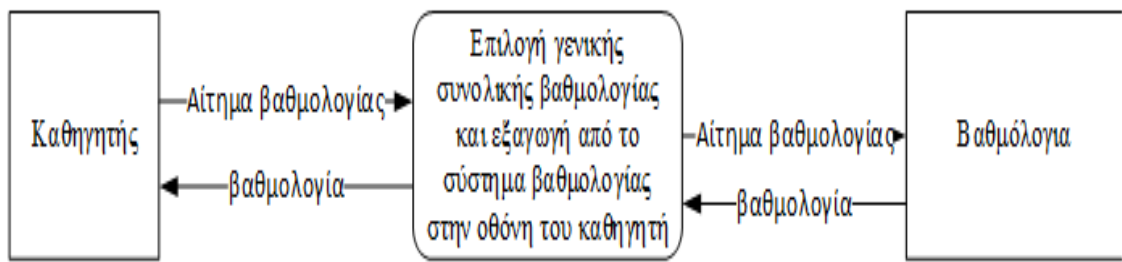 Καθηγητής
Αίτημα βαθμολογίας
βαθμολογία
Επιλογή γενικής
συνολικής βαθμολογίας
και εξαγωγή από το
σύστημα βαθμολογίας
στην οθόνη του καθηγητή
Αίτημα βαθμολογίας
βαθμολογία
Βαθμόλογια